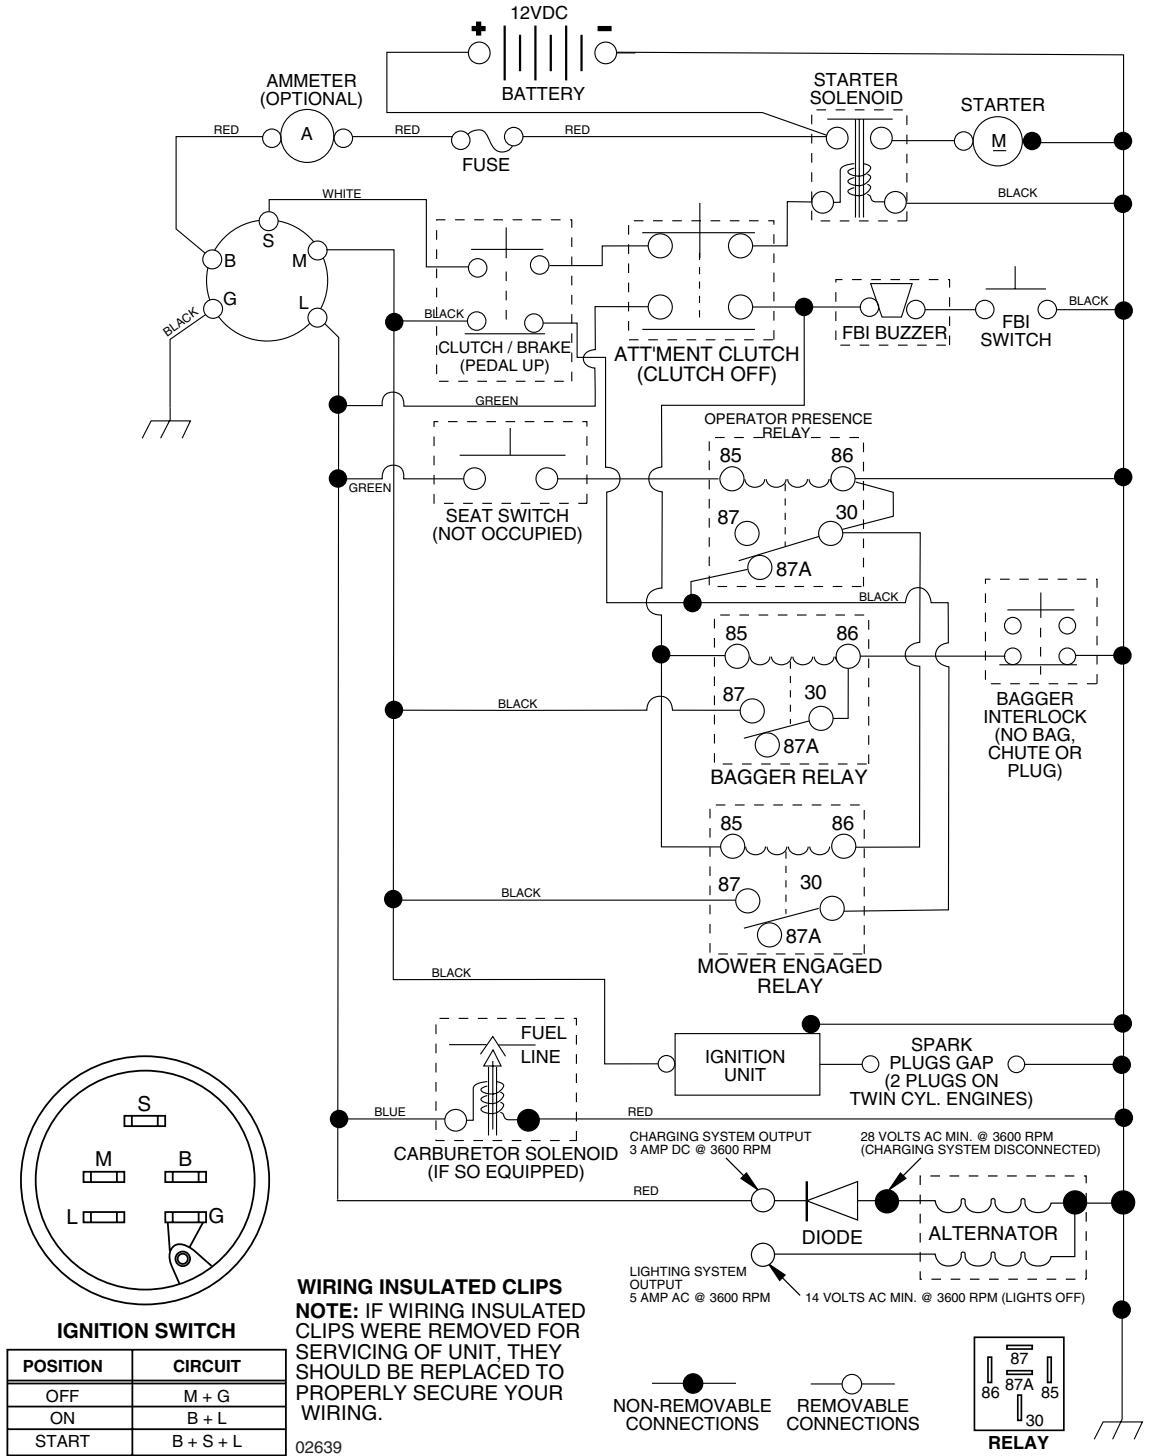 12VDC
+
-
BATTERY
AMMETER
(OPTIONAL)
STARTER
SOLENOID
STARTER
RED
A
RED
FUSE
RED
M
WHITE
BLACK
S
B
M
G
L
BLACK
BLACK
CLUTCH / BRAKE
(PEDAL UP)
ATT'MENT CLUTCH
(CLUTCH OFF)
FBI BUZZER
FBI
SWITCH
BLACK
GREEN
OPERATOR PRESENCE
RELAY
85
86
GREEN
SEAT SWITCH
(NOT OCCUPIED)
87
30
87A
BLACK
85
86
87
30
87A
BAGGER RELAY
BLACK
BAGGER
INTERLOCK
(NO BAG,
CHUTE OR
PLUG)
85
86
87
30
87A
BLACK
MOWER ENGAGED
RELAY
BLACK
FUEL
LINE
IGNITION
UNIT
SPARK
PLUGS GAP
(2 PLUGS ON
TWIN CYL. ENGINES)
BLUE
RED
CARBURETOR SOLENOID
(IF SO EQUIPPED)
CHARGING SYSTEM OUTPUT
3 AMP DC @ 3600 RPM
28 VOLTS AC MIN. @ 3600 RPM
(CHARGING SYSTEM DISCONNECTED)
RED
DIODE
ALTERNATOR
LIGHTING SYSTEM
OUTPUT
5 AMP AC @ 3600 RPM
14 VOLTS AC MIN. @ 3600 RPM (LIGHTS OFF)
S
M
B
L
G
IGNITION SWITCH
POSITION CIRCUIT
OFF M + G
ON B + L
START B + S + L
WIRING INSULATED CLIPS
NOTE: IF WIRING INSULATED
CLIPS WERE REMOVED FOR
SERVICING OF UNIT, THEY
SHOULD BE REPLACED TO
PROPERLY SECURE YOUR
WIRING.
02639
NON-REMOVABLE
CONNECTIONS
REMOVABLE
CONNECTIONS
87
86
87A
85
30
RELAY